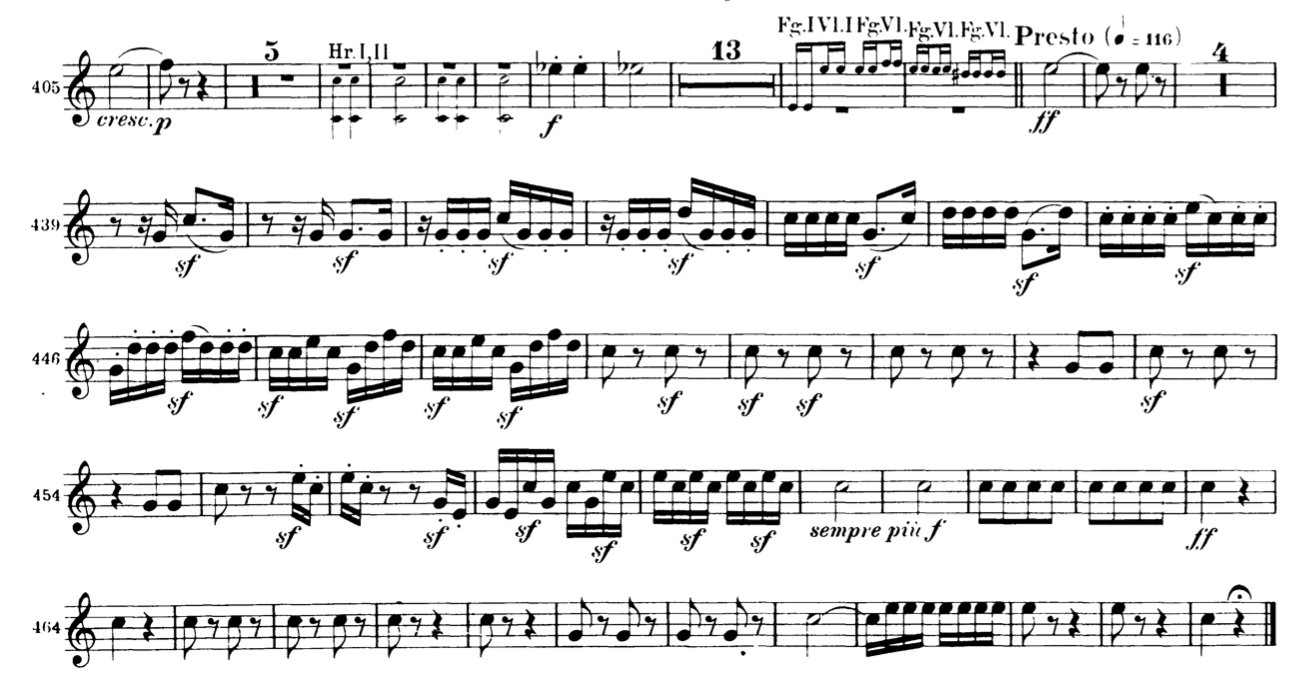 5 Hr. I, II 13 Fg. I Vl. I Fg. Vl. Fg. Vl. Fg. Vl. Presto (♩ = 116) 4
405
cresc. p f ff
439
sf sf sf sf sf sf sf
446
sf sf sf sf sf sf sf sf sf
454
sf sf sf sf sf sf sempre più f ff
464